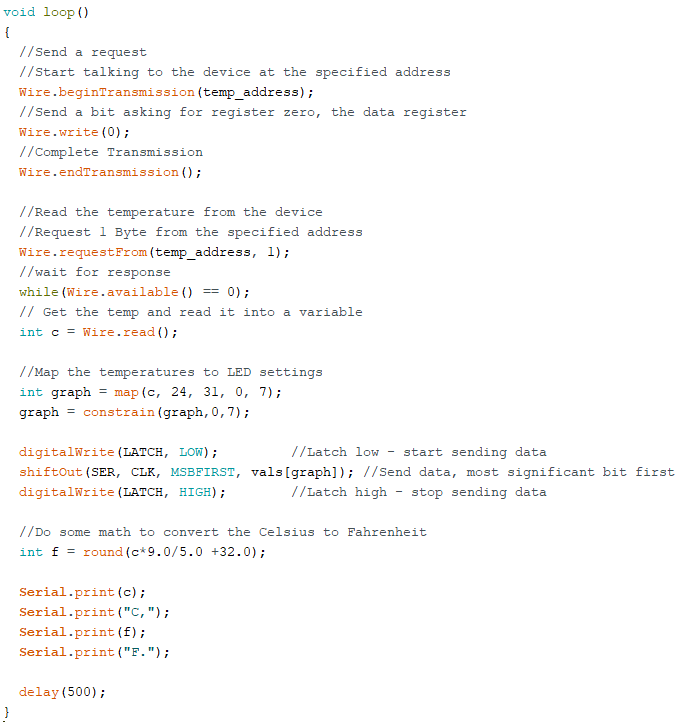 void loop()
{
  //Send a request
  //Start talking to the device at the specified address
  Wire.beginTransmission(temp_address);
  //Send a bit asking for register zero, the data register
  Wire.write(0);
  //Complete Transmission
  Wire.endTransmission();

  //Read the temperature from the device
  //Request 1 Byte from the specified address
  Wire.requestFrom(temp_address, 1);
  //wait for response
  while(Wire.available() == 0);
  // Get the temp and read it into a variable
  int c = Wire.read();

  //Map the temperatures to LED settings
  int graph = map(c, 24, 31, 0, 7);
  graph = constrain(graph,0,7);

  digitalWrite(LATCH, LOW);         //Latch low - start sending data
  shiftOut(SER, CLK, MSBFIRST, vals[graph]); //Send data, most significant bit first
  digitalWrite(LATCH, HIGH);        //Latch high - stop sending data

  //Do some math to convert the Celsius to Fahrenheit
  int f = round(c*9.0/5.0 +32.0);

  Serial.print(c);
  Serial.print("C,");
  Serial.print(f);
  Serial.print("F.");

  delay(500);
}